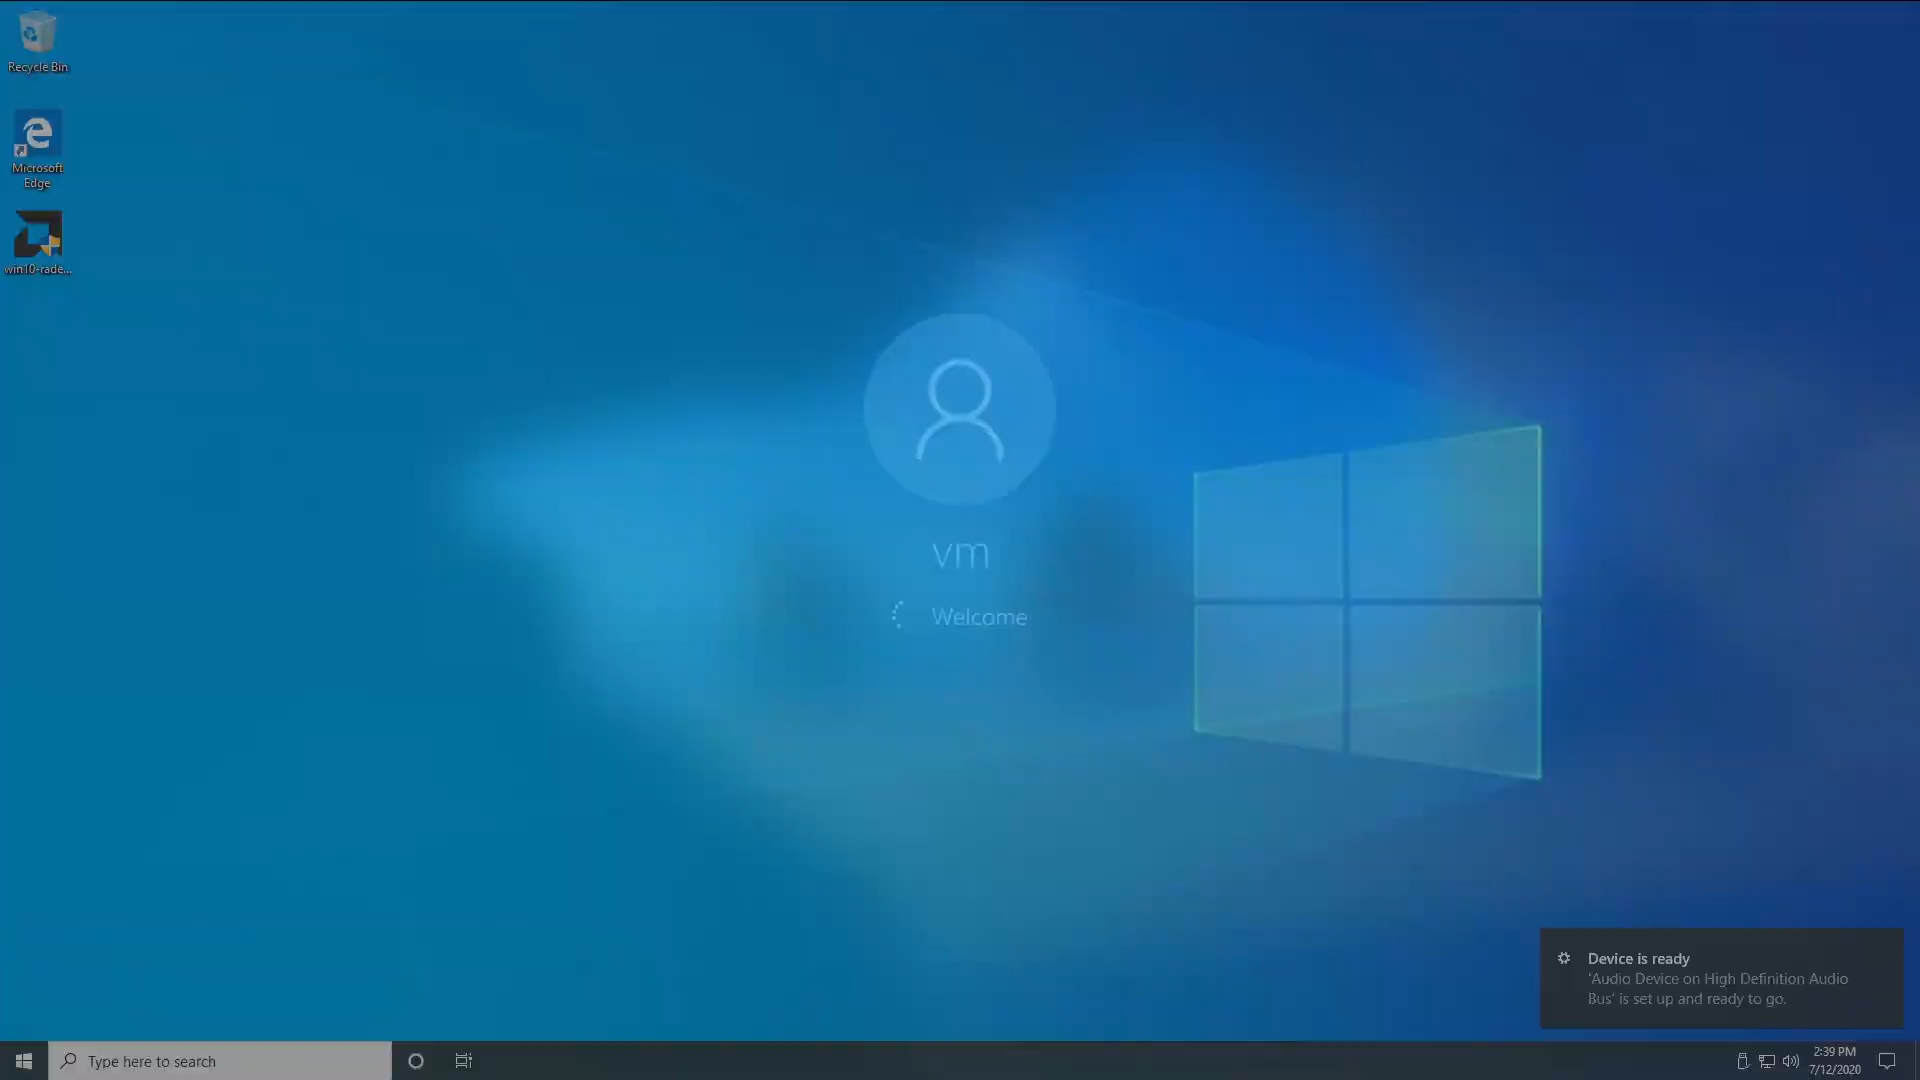 Recycle Bin
Microsoft
Edge
win10-rade...
vm
Welcome
Device is ready
'Audio Device on High Definition Audio
Bus' is set up and ready to go.
Type here to search
2:39 PM
7/12/2020